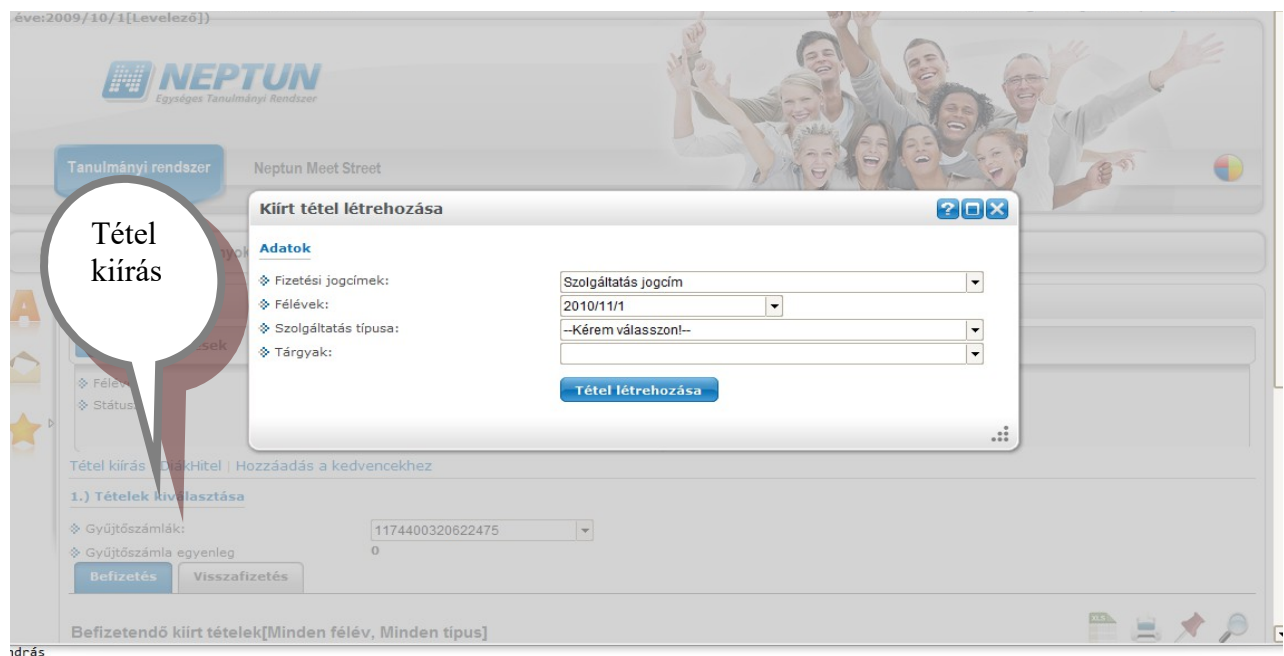 éve:2009/10/1[Levelező])
NEPTUN
Egységes Tanulmányi Rendszer
Tanulmányi rendszer
Neptun Meet Street
Tétel
kiírás
Kiírt tétel létrehozása
Adatok
Fizetési jogcímek:
Szolgáltatás jogcím
Félévek:
2010/11/1
Szolgáltatás típusa:
--Kérem válasszon!--
Tárgyak:
Tétel létrehozása
Tétel kiírás | DiákHitel | Hozzáadás a kedvencekhez
1.) Tételek kiválasztása
Gyűjtőszámlák:
1174400320622475
Gyűjtőszámla egyenleg
0
Befizetés
Visszafizetés
Befizetendő kiírt tételek[Minden félév, Minden típus]
XLS